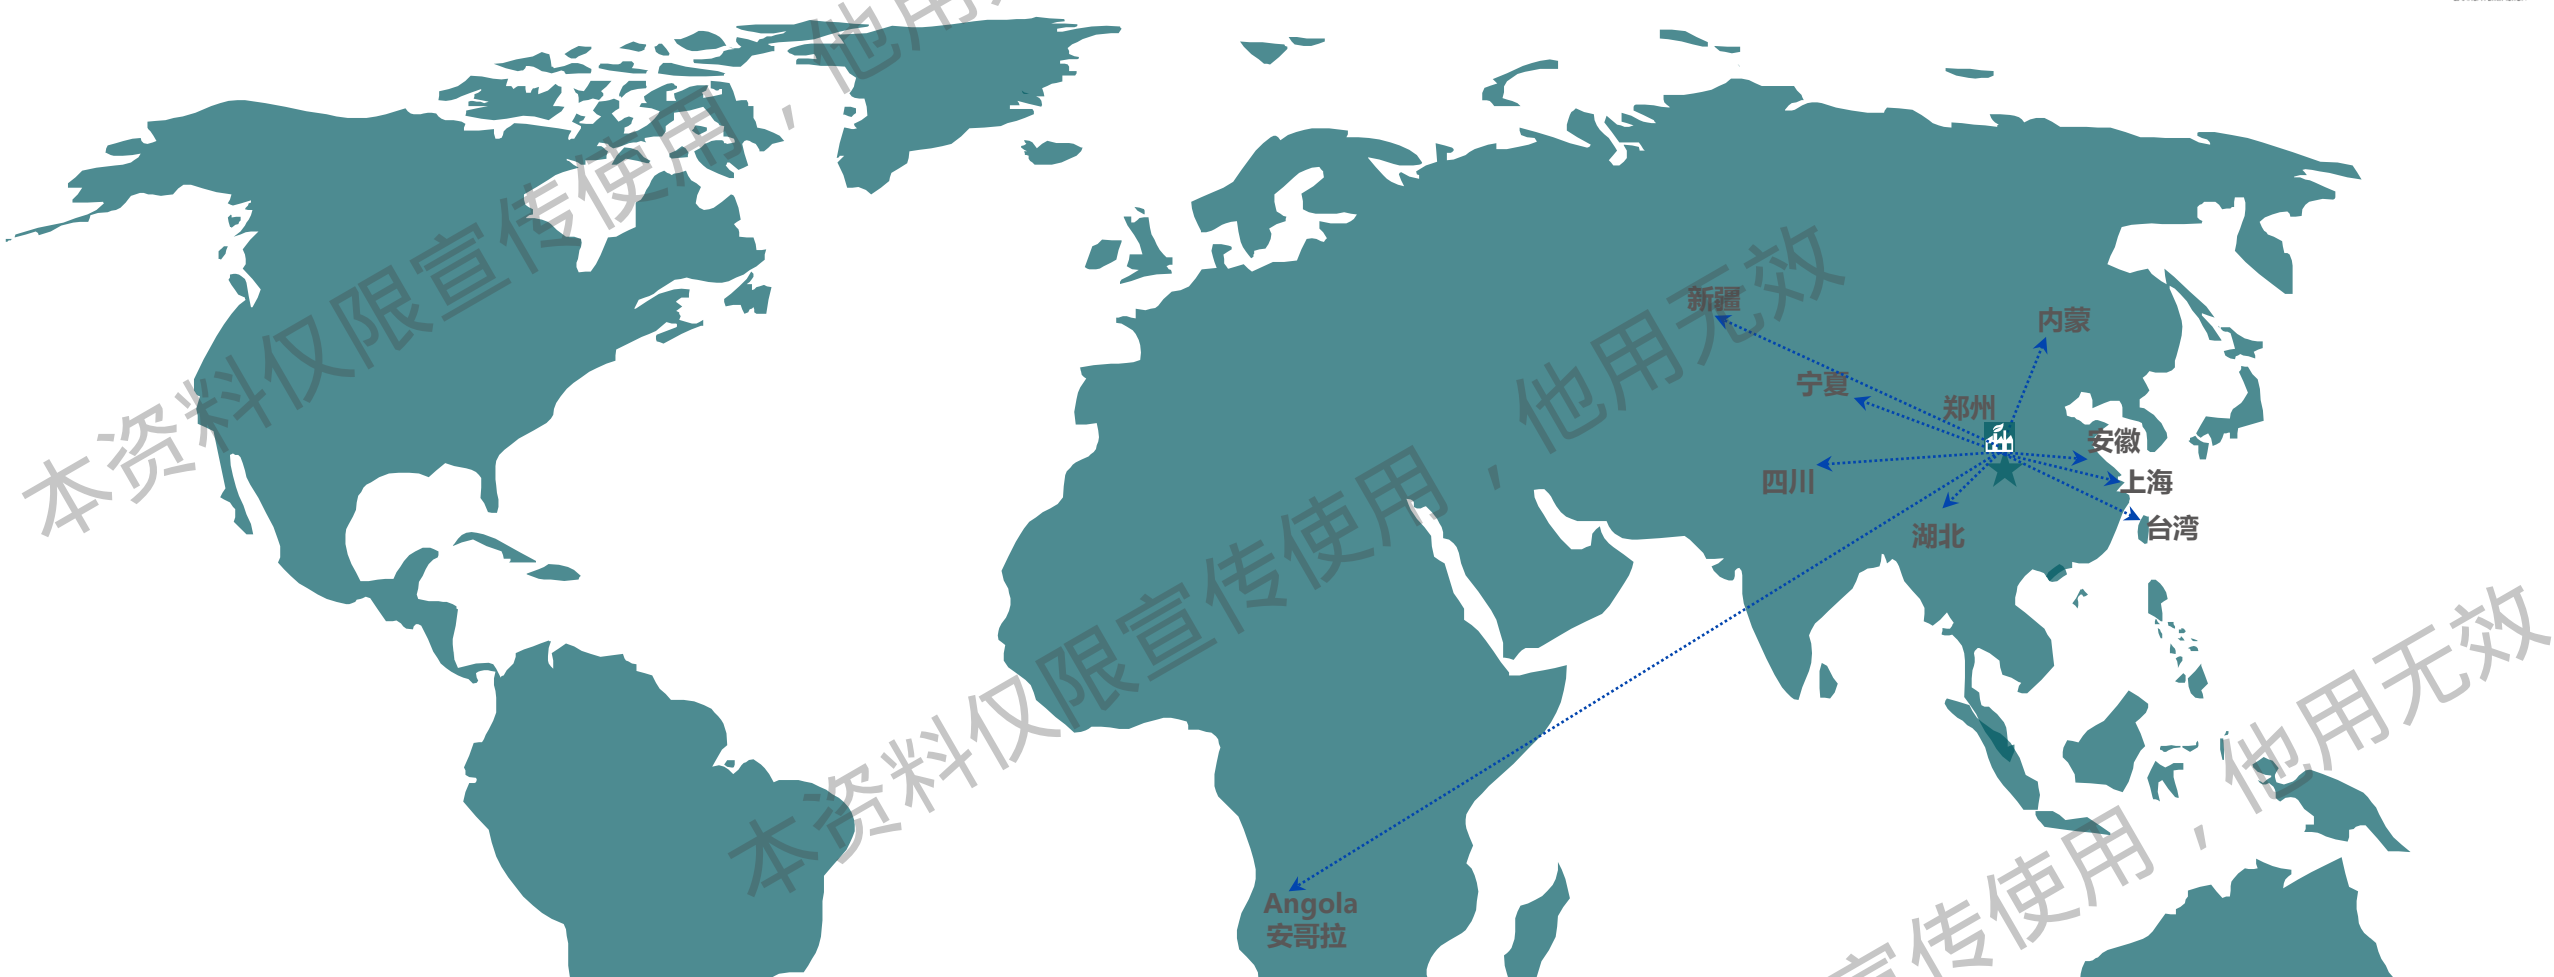 新疆
内蒙
宁夏
郑州
安徽
四川
上海
湖北
台湾
Angola
安哥拉
本资料仅限宣传使用，他用无
本资料仅限宣传使用，他用无效
宣传使用，他用无效